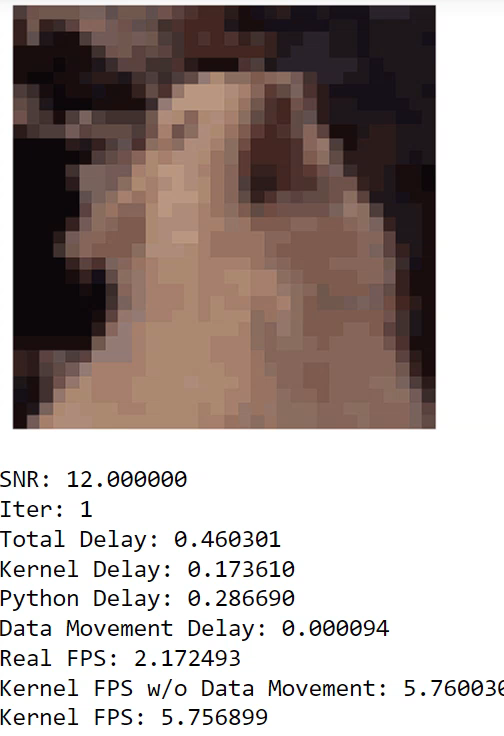 SNR: 12.000000
Iter: 1
Total Delay: 0.460301
Kernel Delay: 0.173610
Python Delay: 0.286690
Data Movement Delay: 0.000094
Real FPS: 2.172493
Kernel FPS w/o Data Movement: 5.760036
Kernel FPS: 5.756899